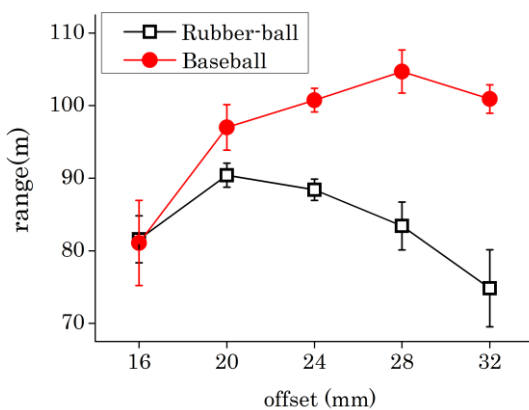 110
100
90
80
70
range(m)
Rubber-ball
Baseball
16 20 24 28 32
offset (mm)